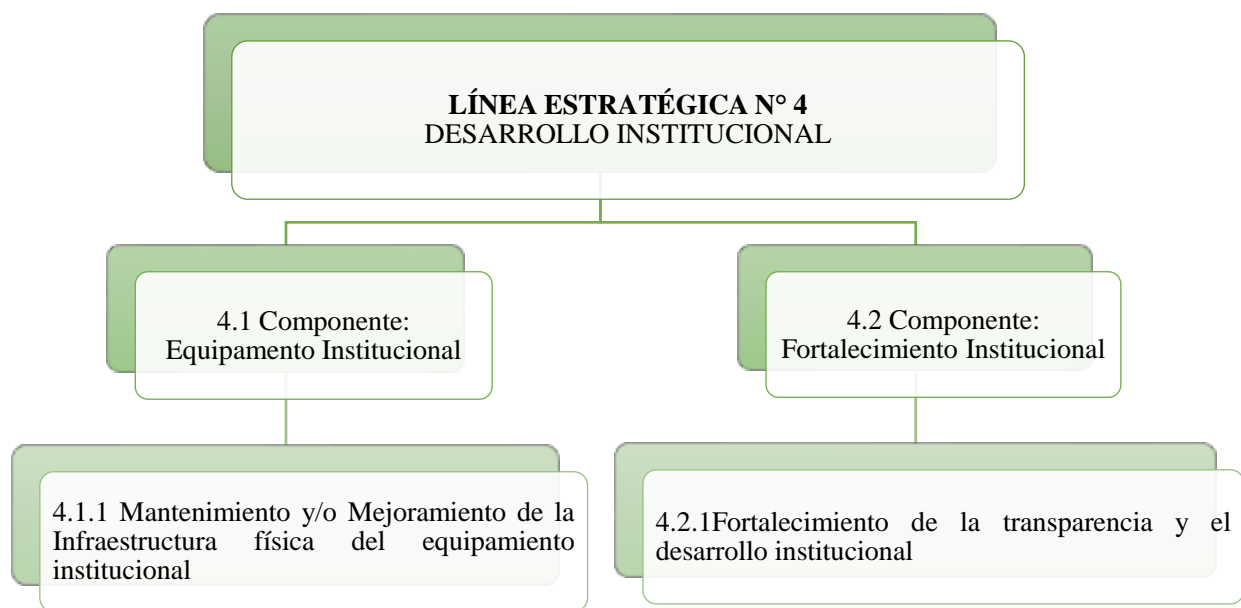 LÍNEA ESTRATÉGICA N° 4
DESARROLLO INSTITUCIONAL
4.1 Componente:
Equipamento Institucional
4.2 Componente:
Fortalecimiento Institucional
4.1.1 Mantenimiento y/o Mejoramiento de la
Infraestructura física del equipamiento
institucional
4.2.1Fortalecimiento de la transparencia y el
desarrollo institucional